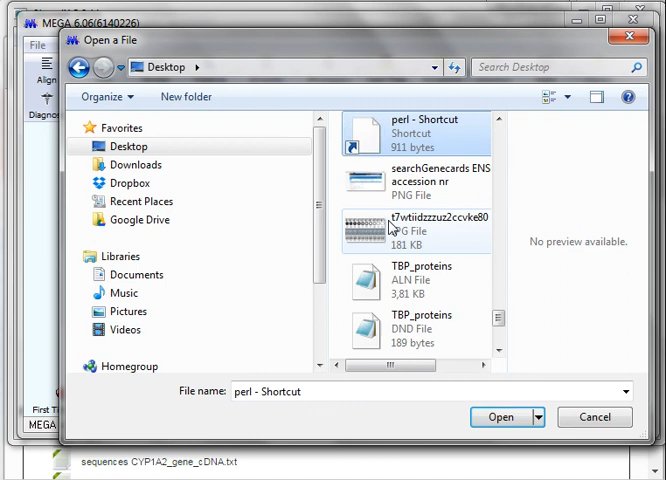 MEGA 6.06(6140226)
File
Open a File
Desktop
Search Desktop
Organize
New folder
Align
Diagnos
Favorites
Desktop
Downloads
Dropbox
Recent Places
Google Drive
Libraries
Documents
Music
Pictures
Videos
Homegroup
perl - Shortcut
Shortcut
911 bytes
searchGenecards ENS
accession nr
PNG File
t7wtiidzzzuz2ccvke80
PG File
181 KB
TBP_proteins
ALN File
3,81 KB
TBP_proteins
DND File
189 bytes
No preview available.
File name:
perl - Shortcut
First Ti
Open
Cancel
MEGA
sequences CYP1A2_gene_cDNA.txt